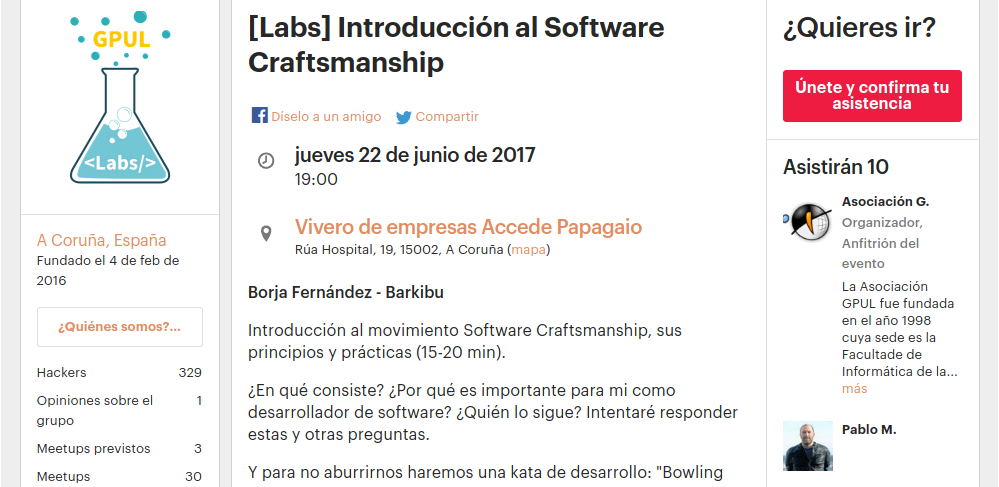 GPUL
<Labs/>
A Coruña, España
Fundado el 4 de feb de
2016
¿Quiénes somos?...
Hackers 329
Opiniones sobre el 1
grupo
Meetups previstos 3
Meetups 30
[Labs] Introducción al Software
Craftsmanship
Díselo a un amigo Compartir
jueves 22 de junio de 2017
19:00
Vivero de empresas Accede Papagaio
Rúa Hospital, 19, 15002, A Coruña (mapa)
Borja Fernández - Barkibu
Introducción al movimiento Software Craftsmanship, sus
principios y prácticas (15-20 min).
¿En qué consiste? ¿Por qué es importante para mi como
desarrollador de software? ¿Quién lo sigue? Intentaré responder
estas y otras preguntas.
Y para no aburrirnos haremos una kata de desarrollo: "Bowling
¿Quieres ir?
Únete y confirma tu
asistencia
Asistirán 10
Asociación G.
Organizador,
Anfitrión del
evento
La Asociación
GPUL fue fundada
en el año 1998
cuya sede es la
Facultade de
Informática de la...
más
Pablo M.